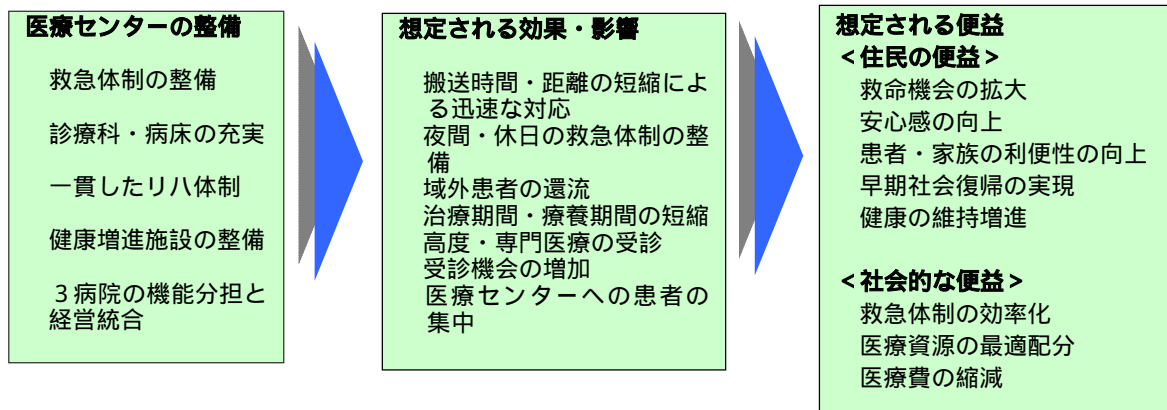 医療センターの整備
救急体制の整備
診療科・病床の充実
一貫したリハ体制
健康増進施設の整備
３病院の機能分担と
経営統合
想定される効果・影響
搬送時間・距離の短縮によ
る迅速な対応
夜間・休日の救急体制の整
備
域外患者の還流
治療期間・療養期間の短縮
高度・専門医療の受診
受診機会の増加
医療センターへの患者の
集中
想定される便益
＜住民の便益＞
救命機会の拡大
安心感の向上
患者・家族の利便性の向上
早期社会復帰の実現
健康の維持増進
＜社会的な便益＞
救急体制の効率化
医療資源の最適配分
医療費の縮減